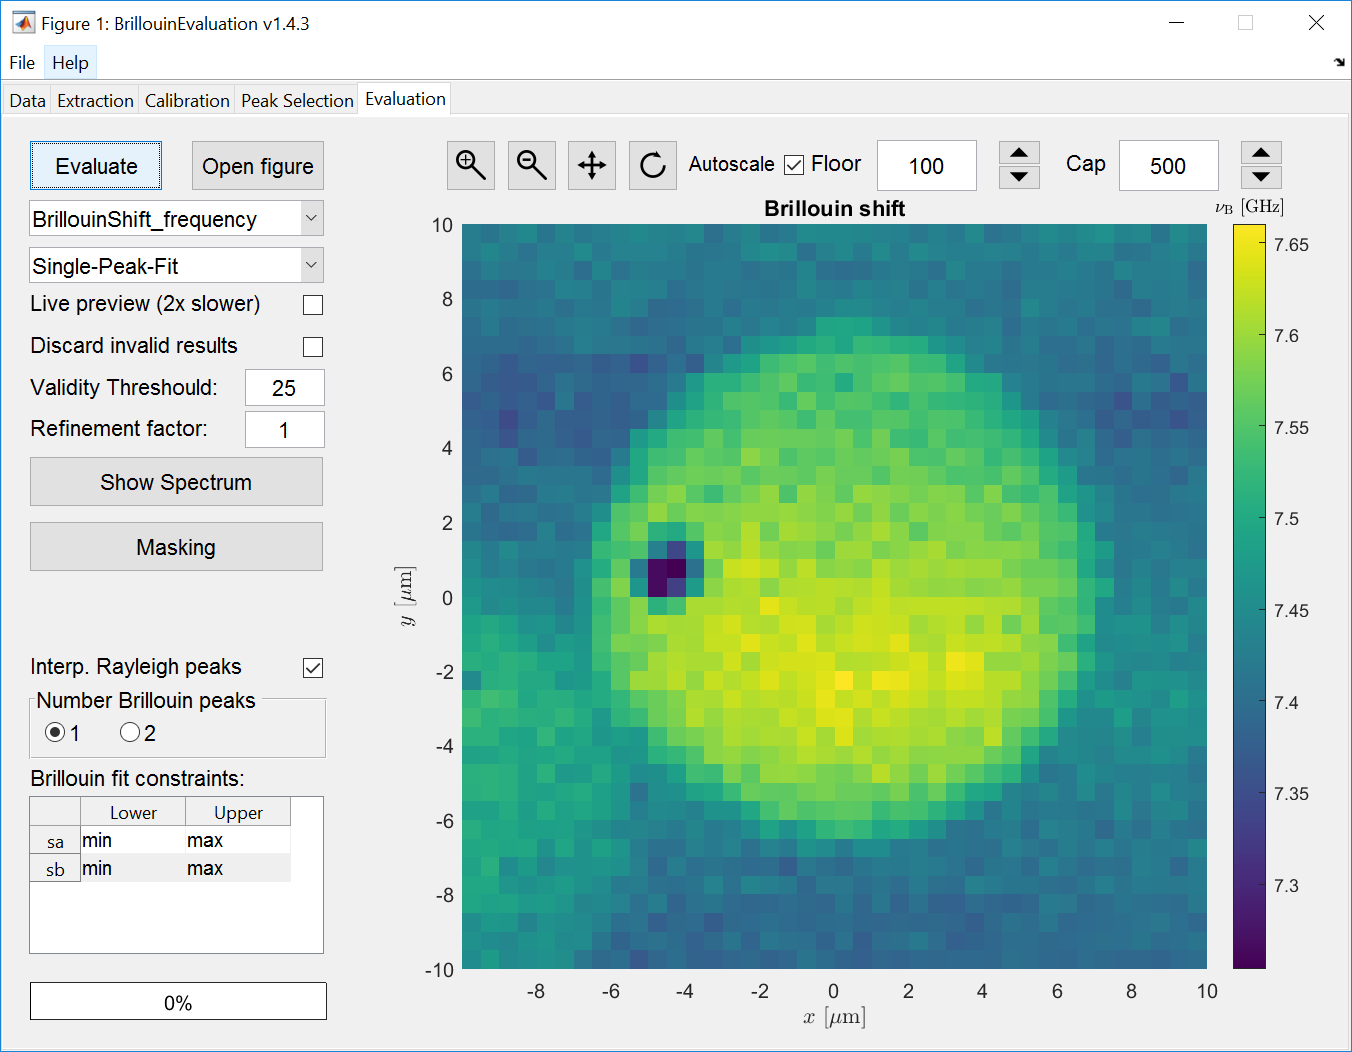 Figure 1: BrillouinEvaluation v1.4.3
File Help
Data Extraction Calibration Peak Selection Evaluation
Evaluate Open figure
Autoscale Floor 100 Cap 500
BrillouinShift_frequency
Single-Peak-Fit
Live preview (2x slower)
Discard invalid results
Validity Threshould: 25
Refinement factor: 1
Show Spectrum
Masking
Interp. Rayleigh peaks
Number Brillouin peaks
1 2
Brillouin fit constraints:
Lower Upper
sa min max
sb min max
0%
Brillouin shift
νB [GHz]
10
8
6
4
2
0
-2
-4
-6
-8
-10
y [μm]
-8 -6 -4 -2 0 2 4 6 8 10
x [μm]
7.65
7.6
7.55
7.5
7.45
7.4
7.35
7.3